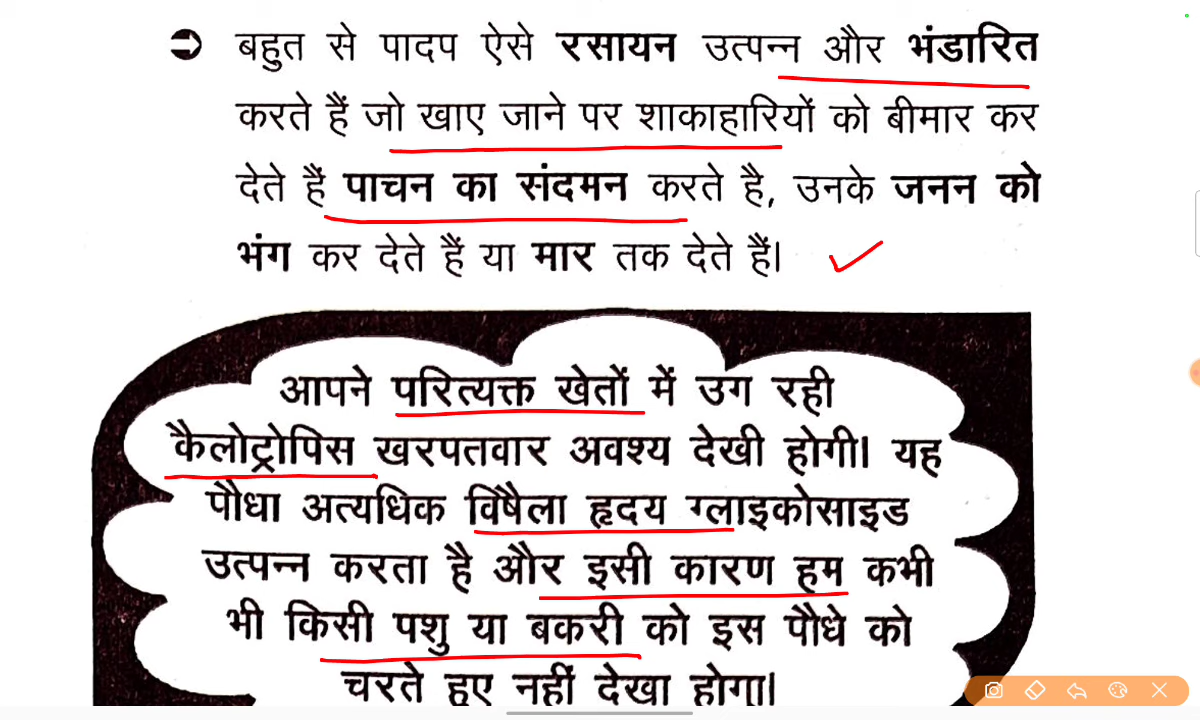 बहुत से पादप ऐसे रसायन उत्पन्न और भंडारित
करते हैं जो खाए जाने पर शाकाहारियों को बीमार कर
देते हैं पाचन का संदमन करते है, उनके जनन को
भंग कर देते हैं या मार तक देते हैं।
आपने परित्यक्त खेतों में उग रही
कैलोट्रोपिस खरपतवार अवश्य देखी होगी। यह
पौधा अत्यधिक विषैला हृदय ग्लाइकोसाइड
उत्पन्न करता है और इसी कारण हम कभी
भी किसी पशु या बकरी को इस पौधे को
चरते हुए नहीं देखा होगा।